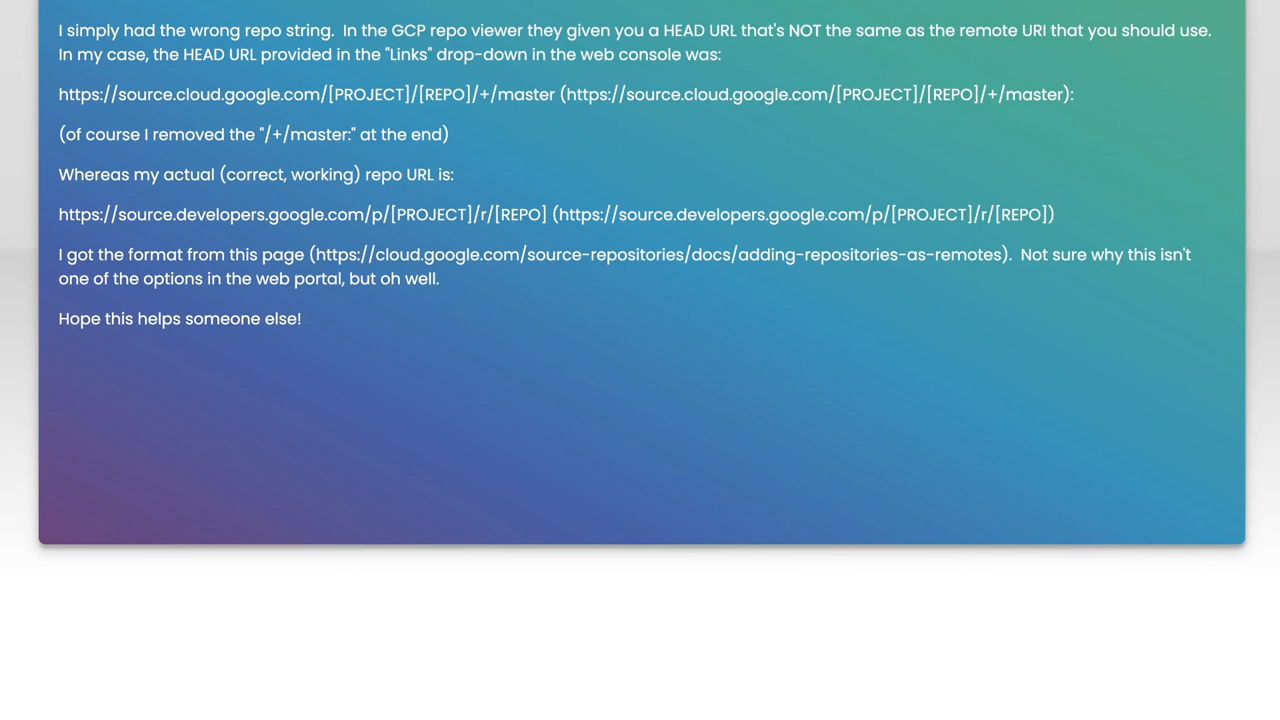 I simply had the wrong repo string.  In the GCP repo viewer they given you a HEAD URL that's NOT the same as the remote URI that you should use.
In my case, the HEAD URL provided in the "Links" drop-down in the web console was:
https://source.cloud.google.com/[PROJECT]/[REPO]/+/master (https://source.cloud.google.com/[PROJECT]/[REPO]/+/master):
(of course I removed the "/+/master:" at the end)
Whereas my actual (correct, working) repo URL is:
https://source.developers.google.com/p/[PROJECT]/r/[REPO] (https://source.developers.google.com/p/[PROJECT]/r/[REPO])
I got the format from this page (https://cloud.google.com/source-repositories/docs/adding-repositories-as-remotes).  Not sure why this isn't
one of the options in the web portal, but oh well.
Hope this helps someone else!